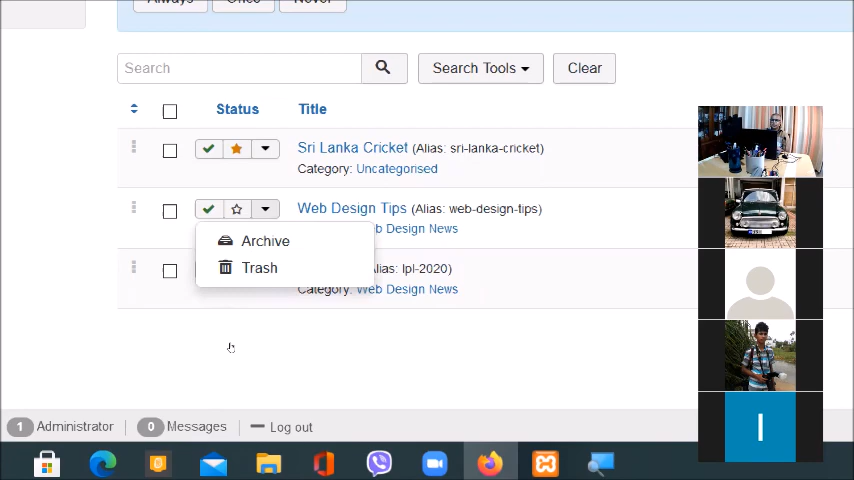 Always Once Never
Search Search Tools Clear
Status Title
Sri Lanka Cricket (Alias: sri-lanka-cricket)
Category: Uncategorised
Web Design Tips (Alias: web-design-tips)
b Design News
Archive
Trash
lias: lpl-2020)
Category: Web Design News
1 Administrator 0 Messages Log out
I